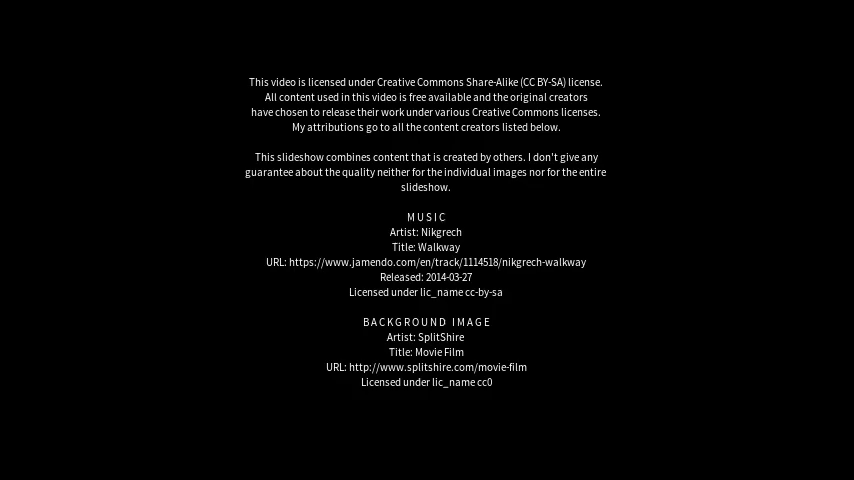 This video is licensed under Creative Commons Share-Alike (CC BY-SA) license.
All content used in this video is free available and the original creators
have chosen to release their work under various Creative Commons licenses.
My attributions go to all the content creators listed below.
This slideshow combines content that is created by others. I don't give any
guarantee about the quality neither for the individual images nor for the entire
slideshow.
MUSIC
Artist: Nikgrech
Title: Walkway
URL: https://www.jamendo.com/en/track/1114518/nikgrech-walkway
Released: 2014-03-27
Licensed under lic_name cc-by-sa
BACKGROUND IMAGE
Artist: SplitShire
Title: Movie Film
URL: http://www.splitshire.com/movie-film
Licensed under lic_name cc0